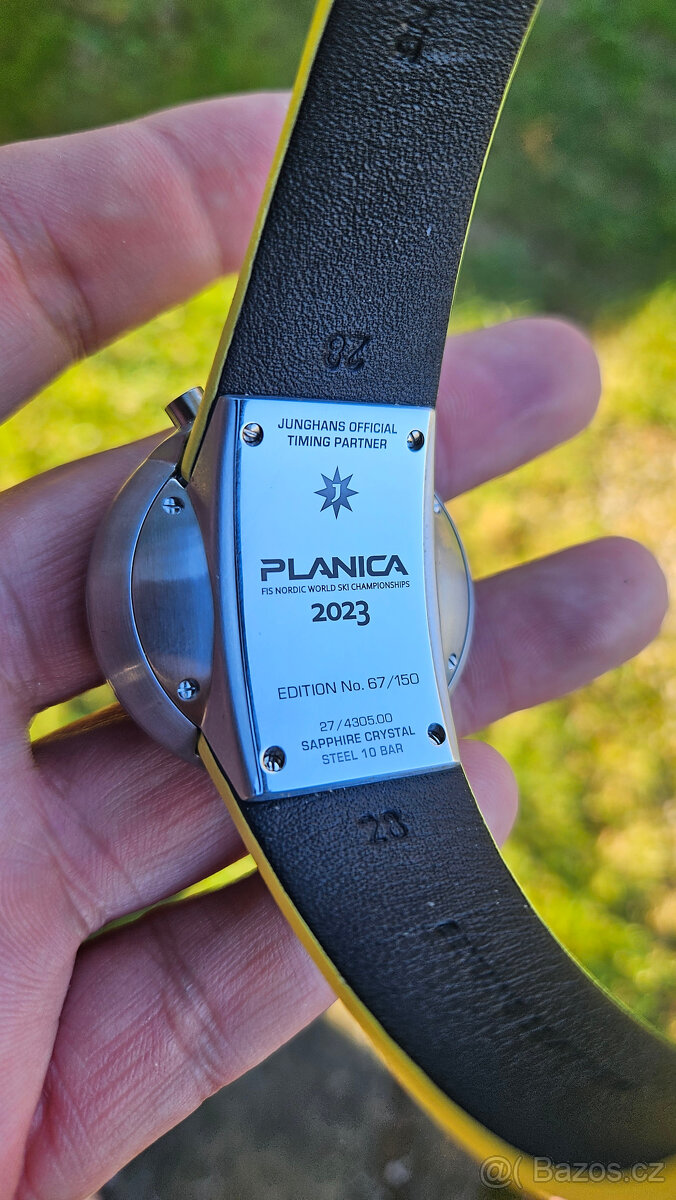 28
JUNGHANS OFFICIAL
TIMING PARTNER
J
PLANICA
FIS NORDIC WORLD SKI CHAMPIONSHIPS
2023
EDITION No. 67/150
27/4305.00
SAPPHIRE CRYSTAL
STEEL 10 BAR
28
@( Bazos.cz